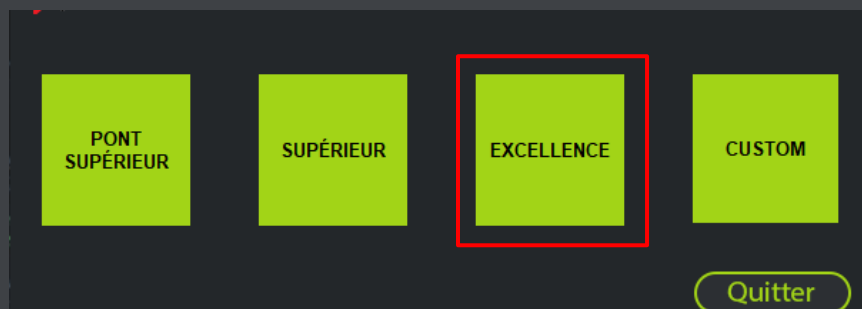 PONT
SUPÉRIEUR
SUPÉRIEUR
EXCELLENCE
CUSTOM
Quitter